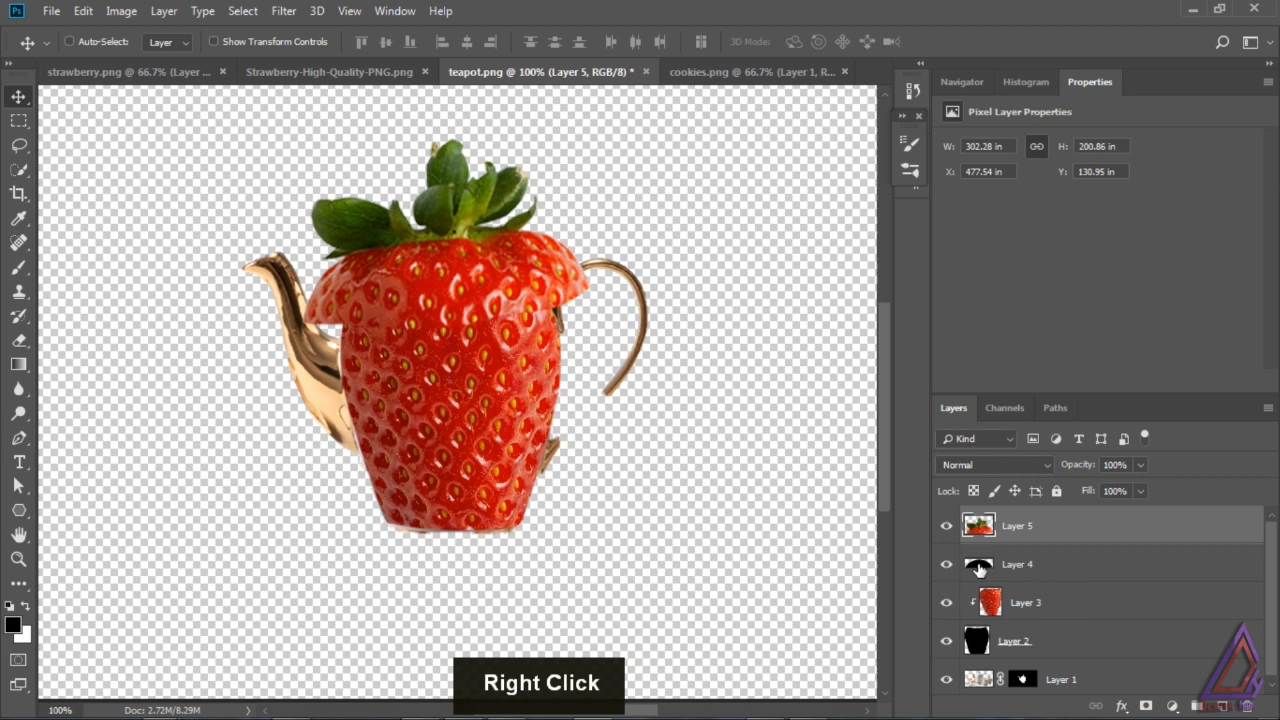 Ps File Edit Image Layer Type Select Filter 3D View Window Help
Auto-Select: Layer Show Transform Controls 3D Mode:
strawberry.png @ 66.7% (Layer ... × Strawberry-High-Quality-PNG.png × teapot.png @ 100% (Layer 5, RGB/8) * × cookies.png @ 66.7% (Layer 1, R... ×
Navigator Histogram Properties
Pixel Layer Properties
W: 302.28 in H: 200.86 in
X: 477.54 in Y: 130.95 in
Layers Channels Paths
Kind
Normal Opacity: 100%
Lock: Fill: 100%
Layer 5
Layer 4
Layer 3
Layer 2
Layer 1
Right Click
100% Doc: 2.72M/8.29M